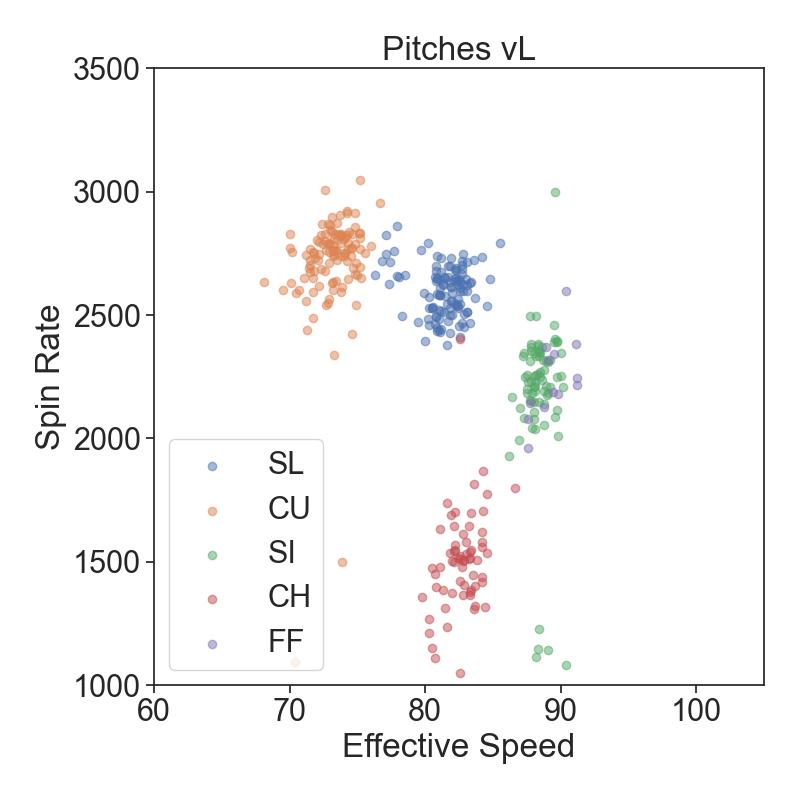 Pitches vL
3500
3000
2500
2000
1500
1000
Spin Rate
SL
CU
SI
CH
FF
60 70 80 90 100
Effective Speed